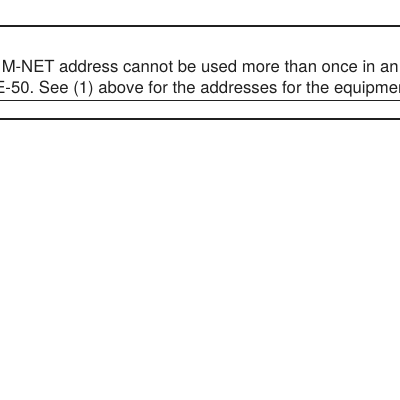 M-NET address cannot be used more than once in an
E-50. See (1) above for the addresses for the equipme